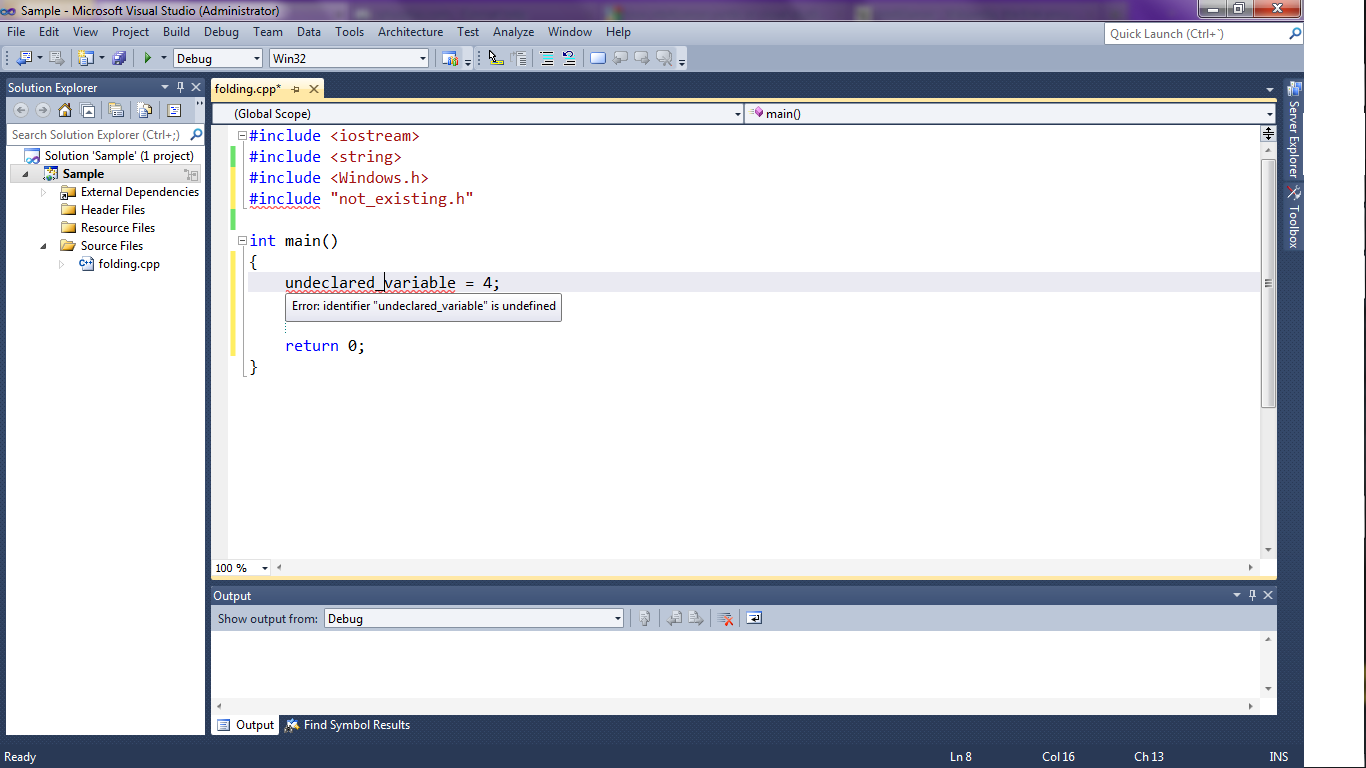 Sample - Microsoft Visual Studio (Administrator)
File Edit View Project Build Debug Team Data Tools Architecture Test Analyze Window Help
Quick Launch (Ctrl+`)
Debug Win32
Solution Explorer
Search Solution Explorer (Ctrl+;)
Solution 'Sample' (1 project)
Sample
External Dependencies
Header Files
Resource Files
Source Files
folding.cpp
folding.cpp*
(Global Scope) main()
#include <iostream>
#include <string>
#include <Windows.h>
#include "not_existing.h"
int main()
{
undeclared_variable = 4;
Error: identifier "undeclared_variable" is undefined
return 0;
}
100 %
Server Explorer
Toolbox
Output
Show output from: Debug
Output Find Symbol Results
Ready Ln 8 Col 16 Ch 13 INS